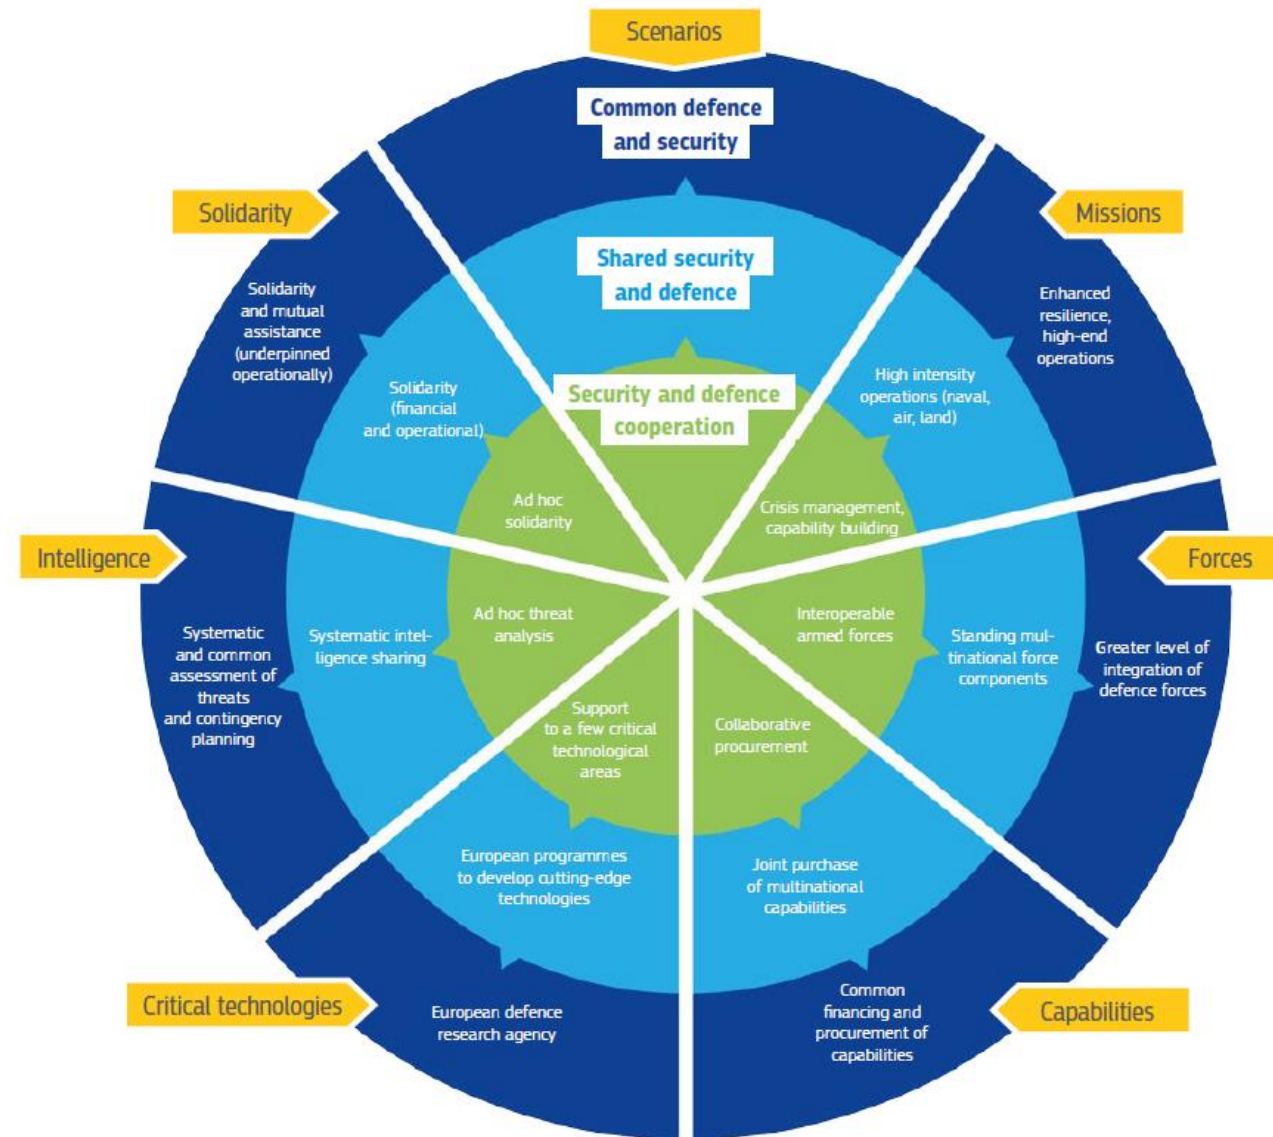 Scenarios
Common defence
and security
Shared security
and defence
Security and defence
cooperation
Missions
Enhanced
resilience,
high-end
operations
High intensity
operations (naval,
air, land)
Crisis management,
capability building
Forces
Greater level of
integration of
defence forces
Standing mul-
tinational force
components
Interoperable
armed forces
Capabilities
Common
financing and
procurement of
capabilities
Joint purchase
of multinational
capabilities
Collaborative
procurement
Critical technologies
European defence
research agency
European programmes
to develop cutting-edge
technologies
Support
to a few critical
technological
areas
Intelligence
Systematic
and common
assessment of
threats
and contingency
planning
Systematic intel-
ligence sharing
Ad hoc threat
analysis
Solidarity
Solidarity
and mutual
assistance
(underpinned
operationally)
Solidarity
(financial
and operational)
Ad hoc
solidarity